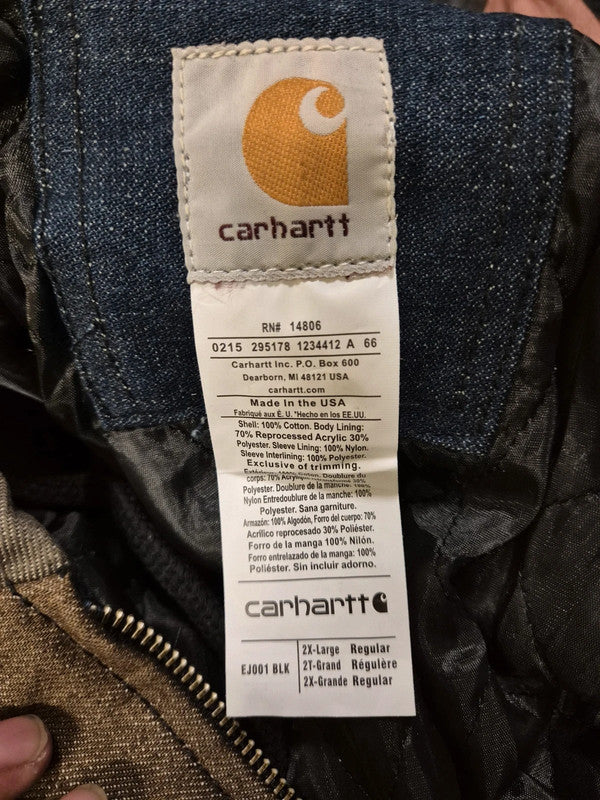 carhartt
RN# 14806
0215 295178 1234412 A 66
Carhartt Inc. P.O. Box 600
Dearborn, MI 48121 USA
carhartt.com
Made in the USA
Fabriqué aux É. U. *Hecho en los EE.UU.
Shell: 100% Cotton. Body Lining:
70% Reprocessed Acrylic 30%
Polyester. Sleeve Lining: 100% Nylon.
Sleeve Interlining: 100% Polyester.
Exclusive of trimming.
corps: 70% 30%
Polyester. Doublure de la manche: 100%
Nylon Entredoublure de la manche: 100%
Polyester. Sans garniture.
Armazón: 100% Algodón, Forro del cuerpo: 70%
Acrílico reprocesado 30% Poliéster.
Forro de la manga 100% Nilón.
Forro entrelazado de la manga: 100%
Poliéster. Sin incluir adorno.
carhartt
EJ001 BLK
2X-Large Regular
2T-Grand Régulère
2X-Grande Regular